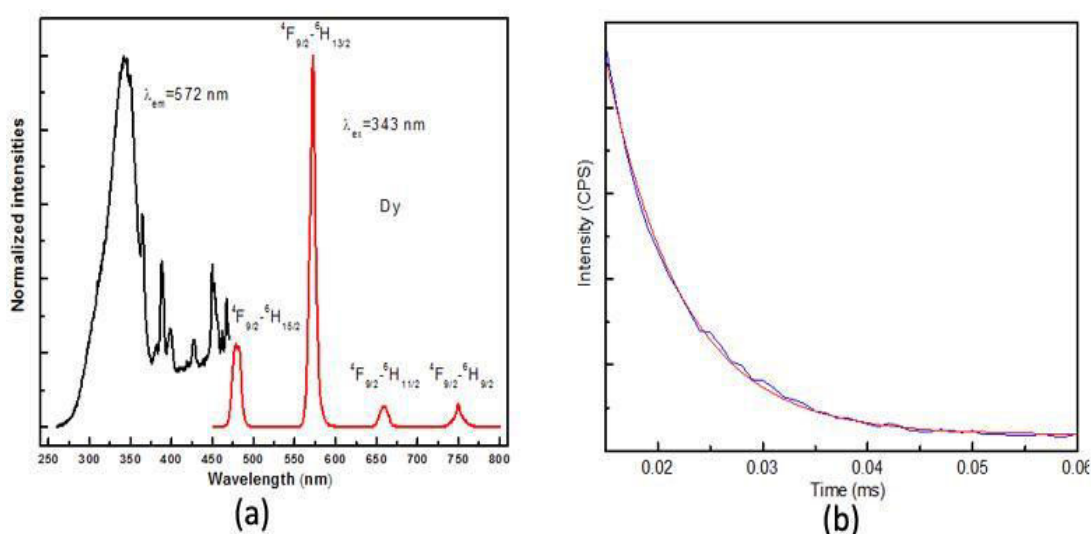 ⁴F₉/₂-⁶H₁₃/₂
λem=572 nm
λex=343 nm
Dy
⁴F₉/₂-⁶H₁₅/₂
⁴F₉/₂-⁶H₁₁/₂ ⁴F₉/₂-⁶H₉/₂
Normalized intensities
250 300 350 400 450 500 550 600 650 700 750 800
Wavelength (nm)
(a)
Intensity (CPS)
0.02 0.03 0.04 0.05 0.06
Time (ms)
(b)